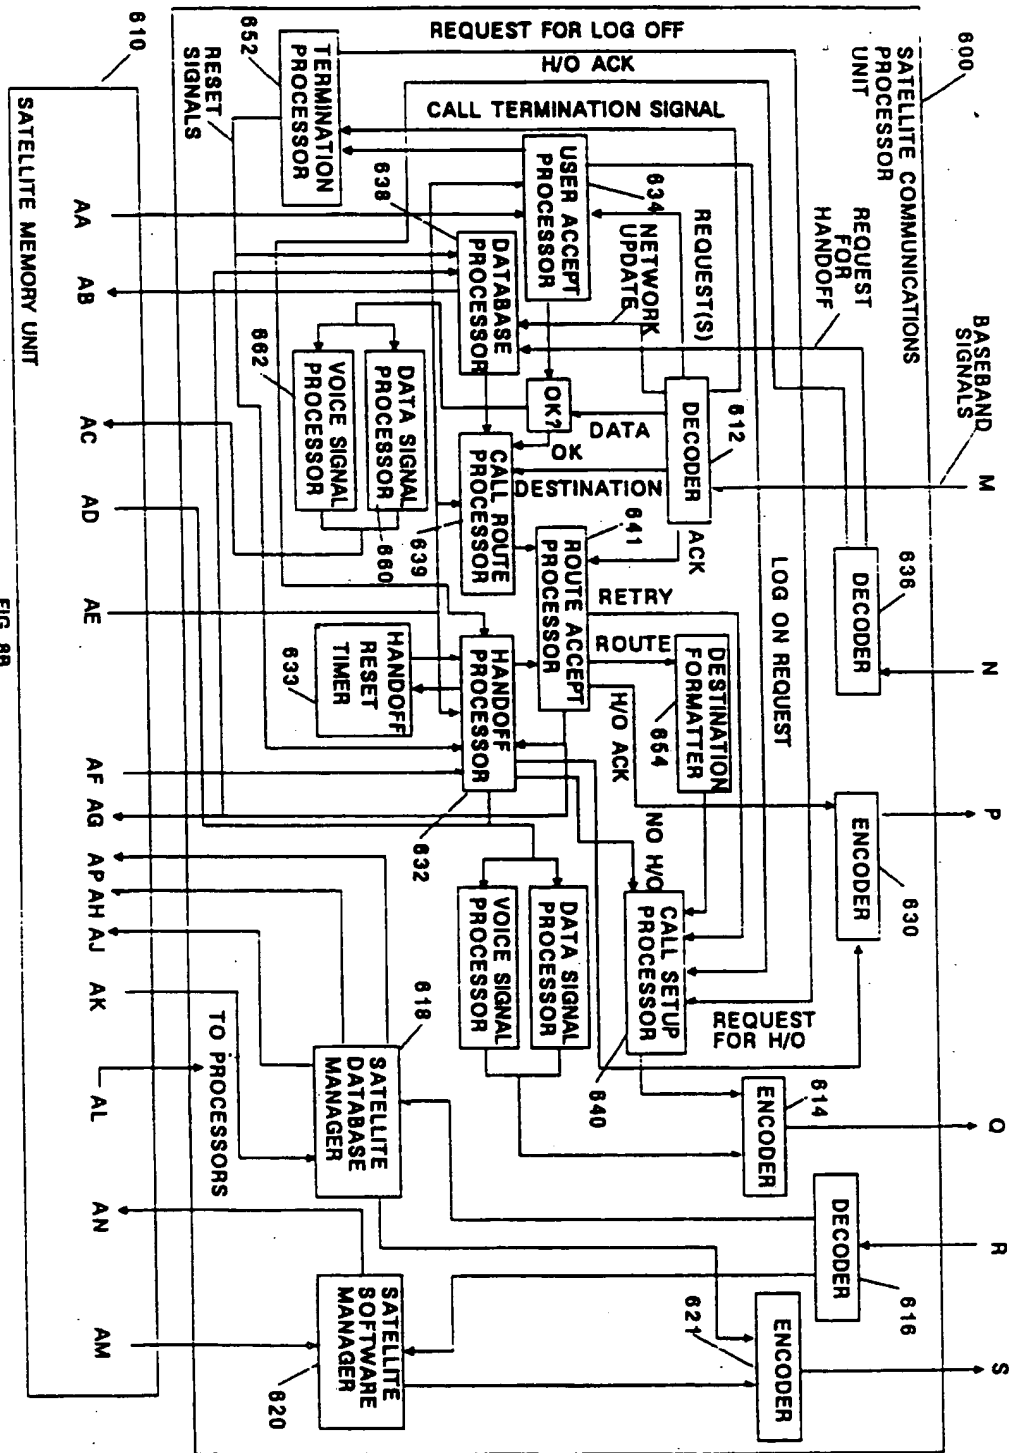 600
SATELLITE COMMUNICATIONS
PROCESSOR
UNIT
REQUEST
FOR
HANDOFF
BASEBAND
SIGNALS
M
N
P
Q
R
S
REQUEST FOR LOG OFF
H/O ACK
CALL TERMINATION SIGNAL
652
TERMINATION
PROCESSOR
RESET
SIGNALS
634
USER ACCEPT
PROCESSOR
REQUEST(S)
NETWORK
UPDATE
638
DATABASE
PROCESSOR
612
DECODER
DATA
OK?
OK
DESTINATION
ACK
636
DECODER
LOG ON REQUEST
662
VOICE SIGNAL
PROCESSOR
DATA SIGNAL
PROCESSOR
660
639
CALL ROUTE
PROCESSOR
641
ROUTE ACCEPT
PROCESSOR
RETRY
ROUTE
H/O ACK
DESTINATION
FORMATTER
654
633
HANDOFF
RESET
TIMER
HANDOFF
PROCESSOR
632
NO H/O
ENCODER
630
CALL SETUP
PROCESSOR
640
REQUEST
FOR H/O
VOICE SIGNAL
PROCESSOR
DATA SIGNAL
PROCESSOR
614
ENCODER
618
SATELLITE
DATABASE
MANAGER
TO PROCESSORS
DECODER
616
SATELLITE
SOFTWARE
MANAGER
620
621
ENCODER
610
SATELLITE MEMORY UNIT
AA
AB
AC
AD
AE
AF
AG
AP
AH
AJ
AK
AL
AN
AM
FIG. 8B